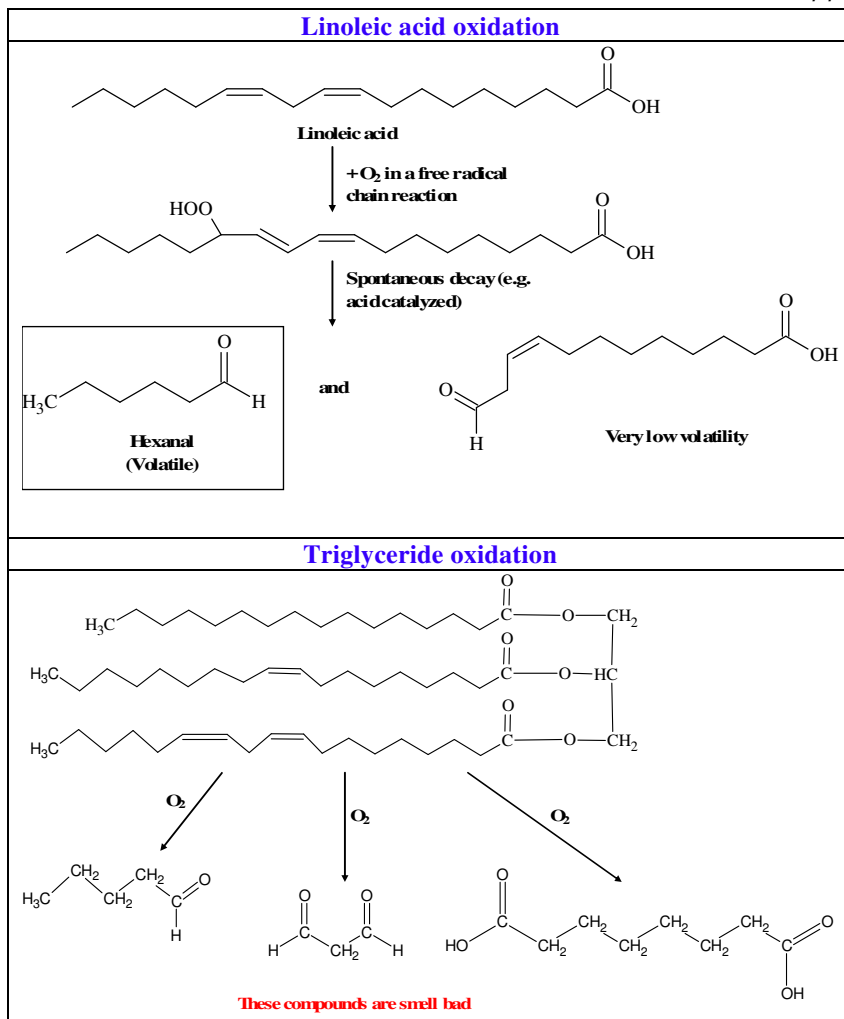 Linoleic acid oxidation
O
OH
Linoleic acid
+ O₂ in a free radical
chain reaction
HOO
O
OH
Spontaneous decay (e.g.
acid catalyzed)
O
H₃C
H
Hexanal
(Volatile)
and
O
OH
O
H
Very low volatility
Triglyceride oxidation
O
H₃C
C
O
CH₂
O
H₃C
C
O
HC
O
H₃C
C
O
CH₂
O₂
O₂
O₂
H₃C
CH₂
CH₂
CH₂
C
O
H
O
O
H
C
C
H
CH₂
O
HO
C
CH₂
CH₂
CH₂
CH₂
CH₂
CH₂
C
O
OH
These compounds are smell bad